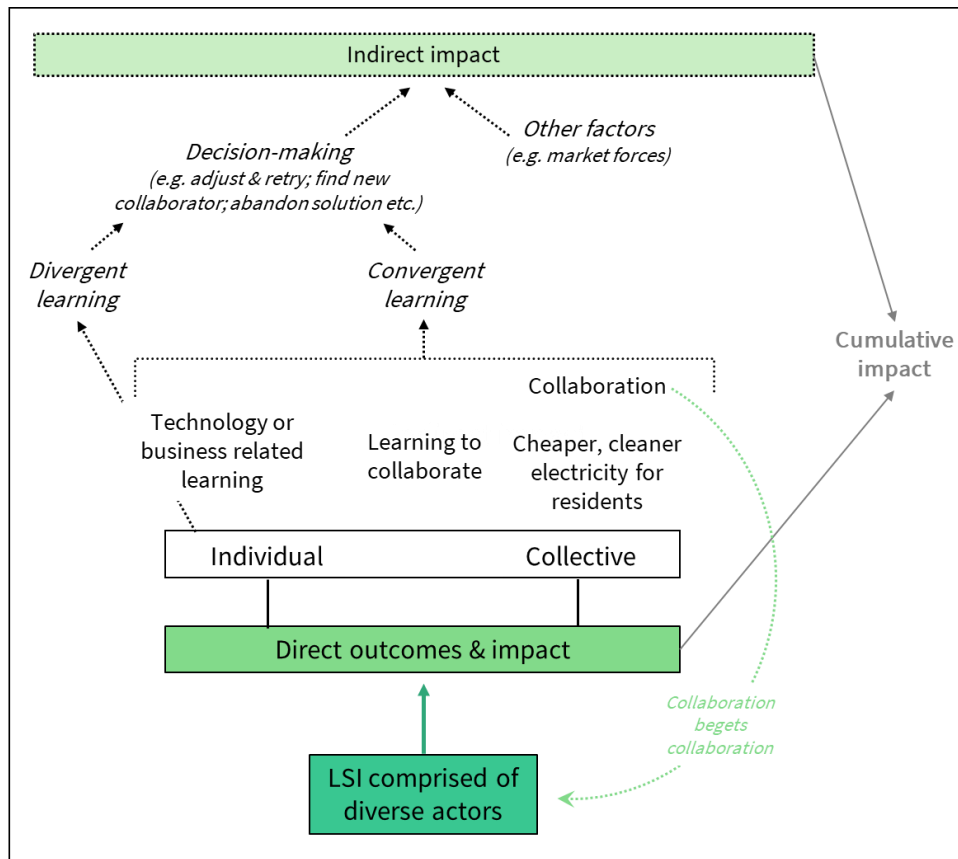 Indirect impact
Other factors
(e.g. market forces)
Decision-making
(e.g. adjust & retry; find new
collaborator; abandon solution etc.)
Divergent
learning
Convergent
learning
Cumulative
impact
Collaboration
Technology or
business related
learning
Learning to
collaborate
Cheaper, cleaner
electricity for
residents
Individual
Collective
Direct outcomes & impact
Collaboration
begets
collaboration
LSI comprised of
diverse actors